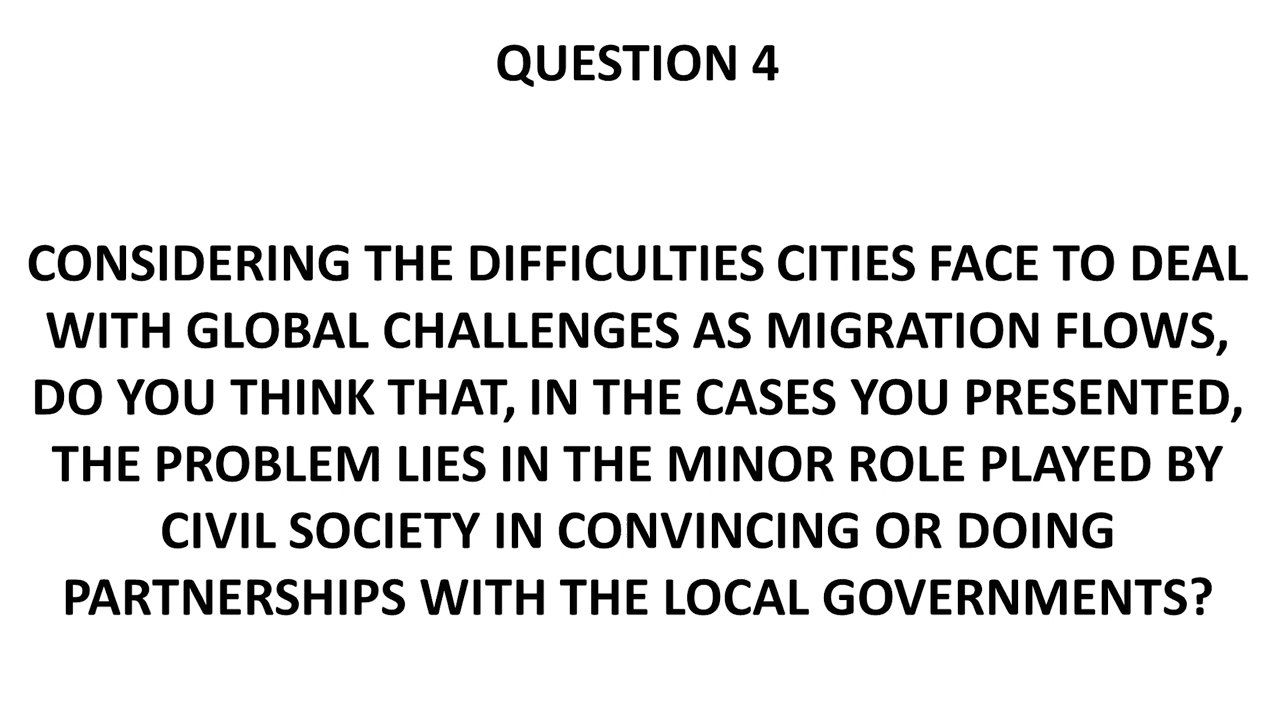 QUESTION 4
CONSIDERING THE DIFFICULTIES CITIES FACE TO DEAL
WITH GLOBAL CHALLENGES AS MIGRATION FLOWS,
DO YOU THINK THAT, IN THE CASES YOU PRESENTED,
THE PROBLEM LIES IN THE MINOR ROLE PLAYED BY
CIVIL SOCIETY IN CONVINCING OR DOING
PARTNERSHIPS WITH THE LOCAL GOVERNMENTS?